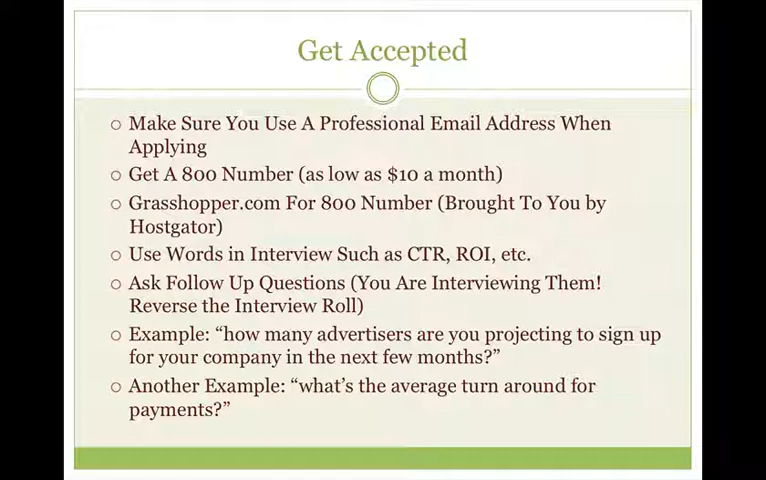 Get Accepted
Make Sure You Use A Professional Email Address When
Applying
Get A 800 Number (as low as $10 a month)
Grasshopper.com For 800 Number (Brought To You by
Hostgator)
Use Words in Interview Such as CTR, ROI, etc.
Ask Follow Up Questions (You Are Interviewing Them!
Reverse the Interview Roll)
Example: “how many advertisers are you projecting to sign up
for your company in the next few months?”
Another Example: “what’s the average turn around for
payments?”